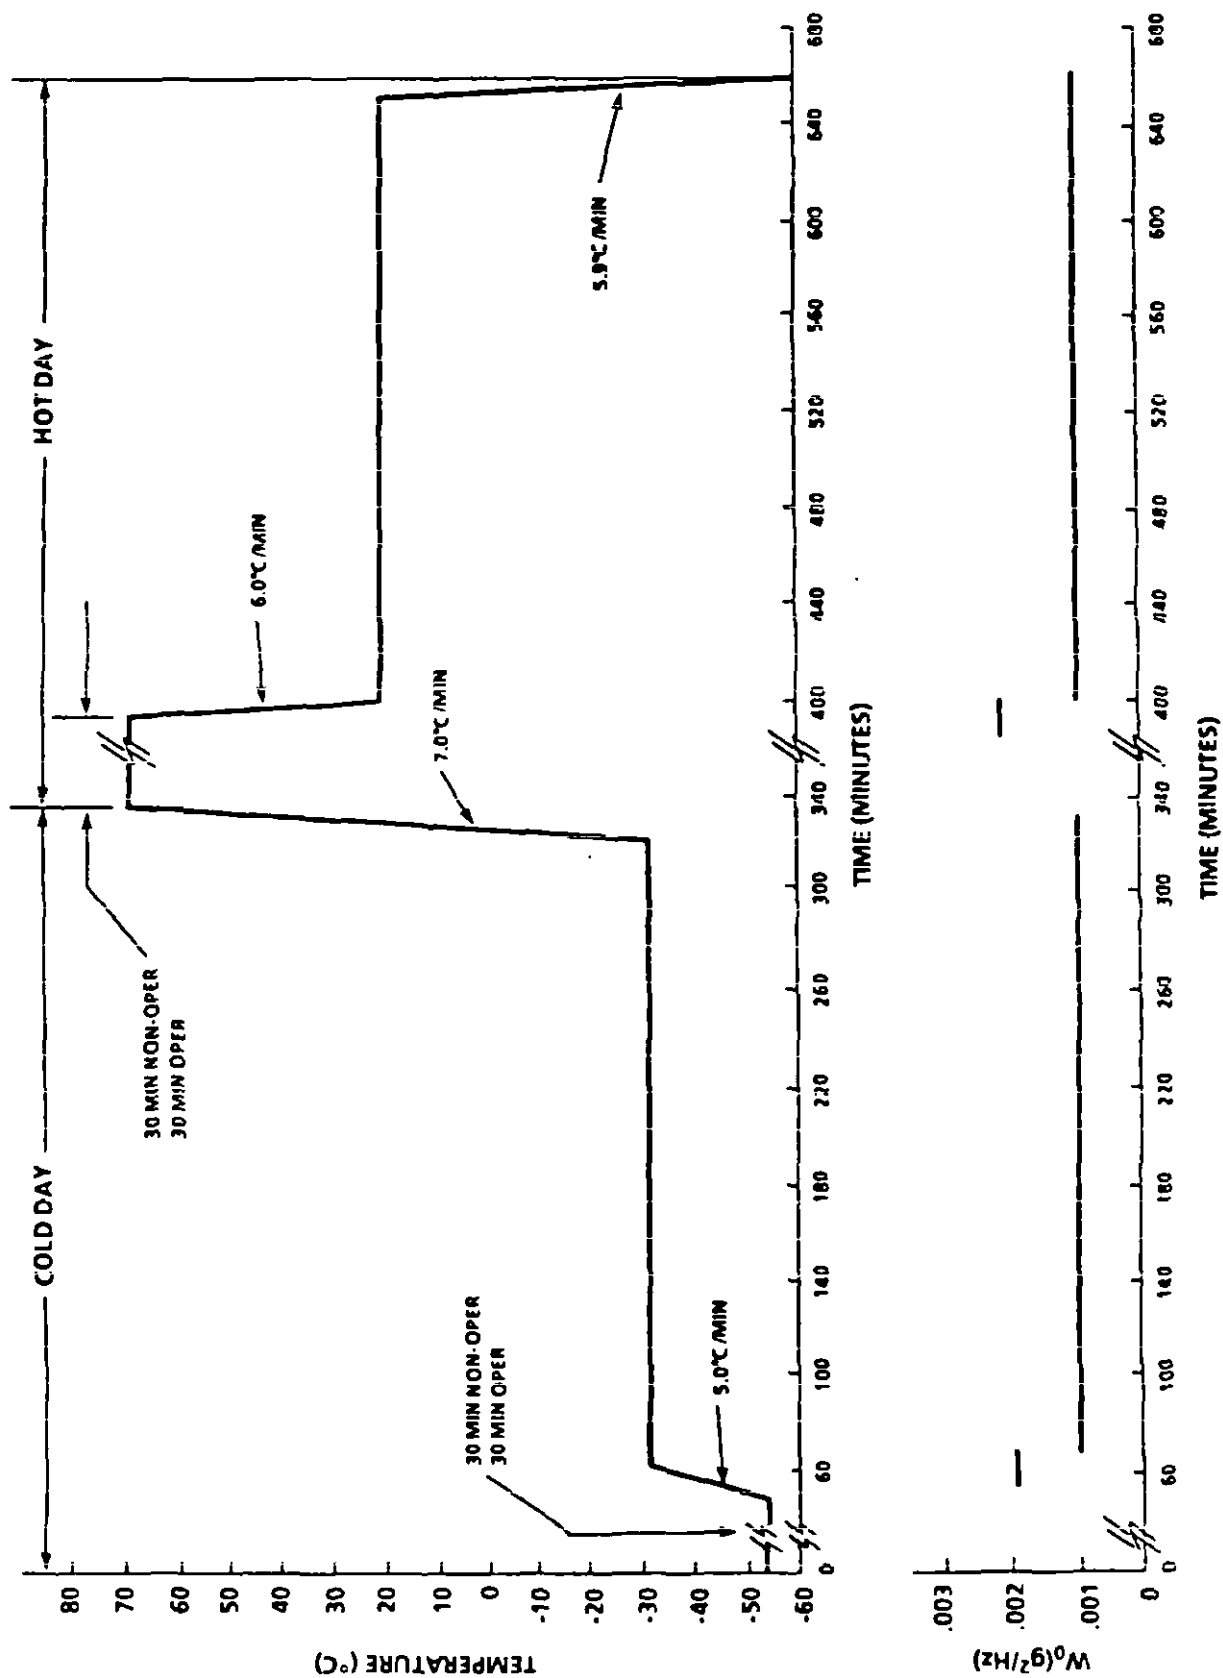 COLD DAY
HOT DAY
30 MIN NON-OPER
30 MIN OPER
6.0°C/MIN
7.0°C/MIN
30 MIN NON-OPER
30 MIN OPER
5.0°C/MIN
5.9°C/MIN
TEMPERATURE (°C)
80
70
60
50
40
30
20
10
0
-10
-20
-30
-40
-50
-60
0 60 100 140 180 220 260 300 340 400 440 480 520 560 600 640 680
TIME (MINUTES)
W₀(g²/Hz)
.003
.002
.001
0
0 60 100 140 180 220 260 300 340 400 440 480 520 560 600 640 680
TIME (MINUTES)